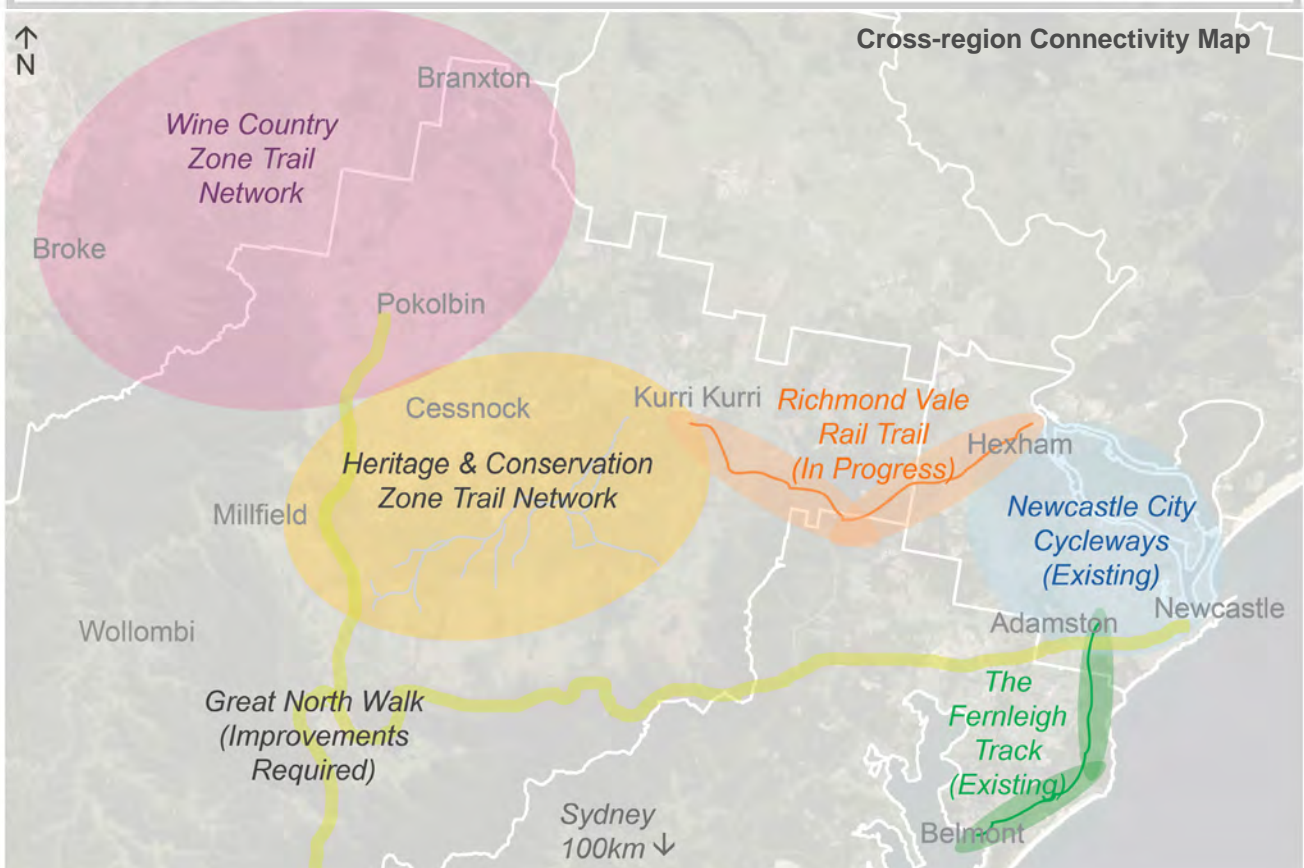 Cross-region Connectivity Map
↑
N
Branxton
Wine Country
Zone Trail
Network
Broke
Pokolbin
Cessnock
Kurri Kurri
Richmond Vale
Rail Trail
(In Progress)
Hexham
Heritage & Conservation
Zone Trail Network
Millfield
Newcastle City
Cycleways
(Existing)
Wollombi
Adamston
Newcastle
Great North Walk
(Improvements
Required)
The
Fernleigh
Track
(Existing)
Sydney
100km ↓
Belmont